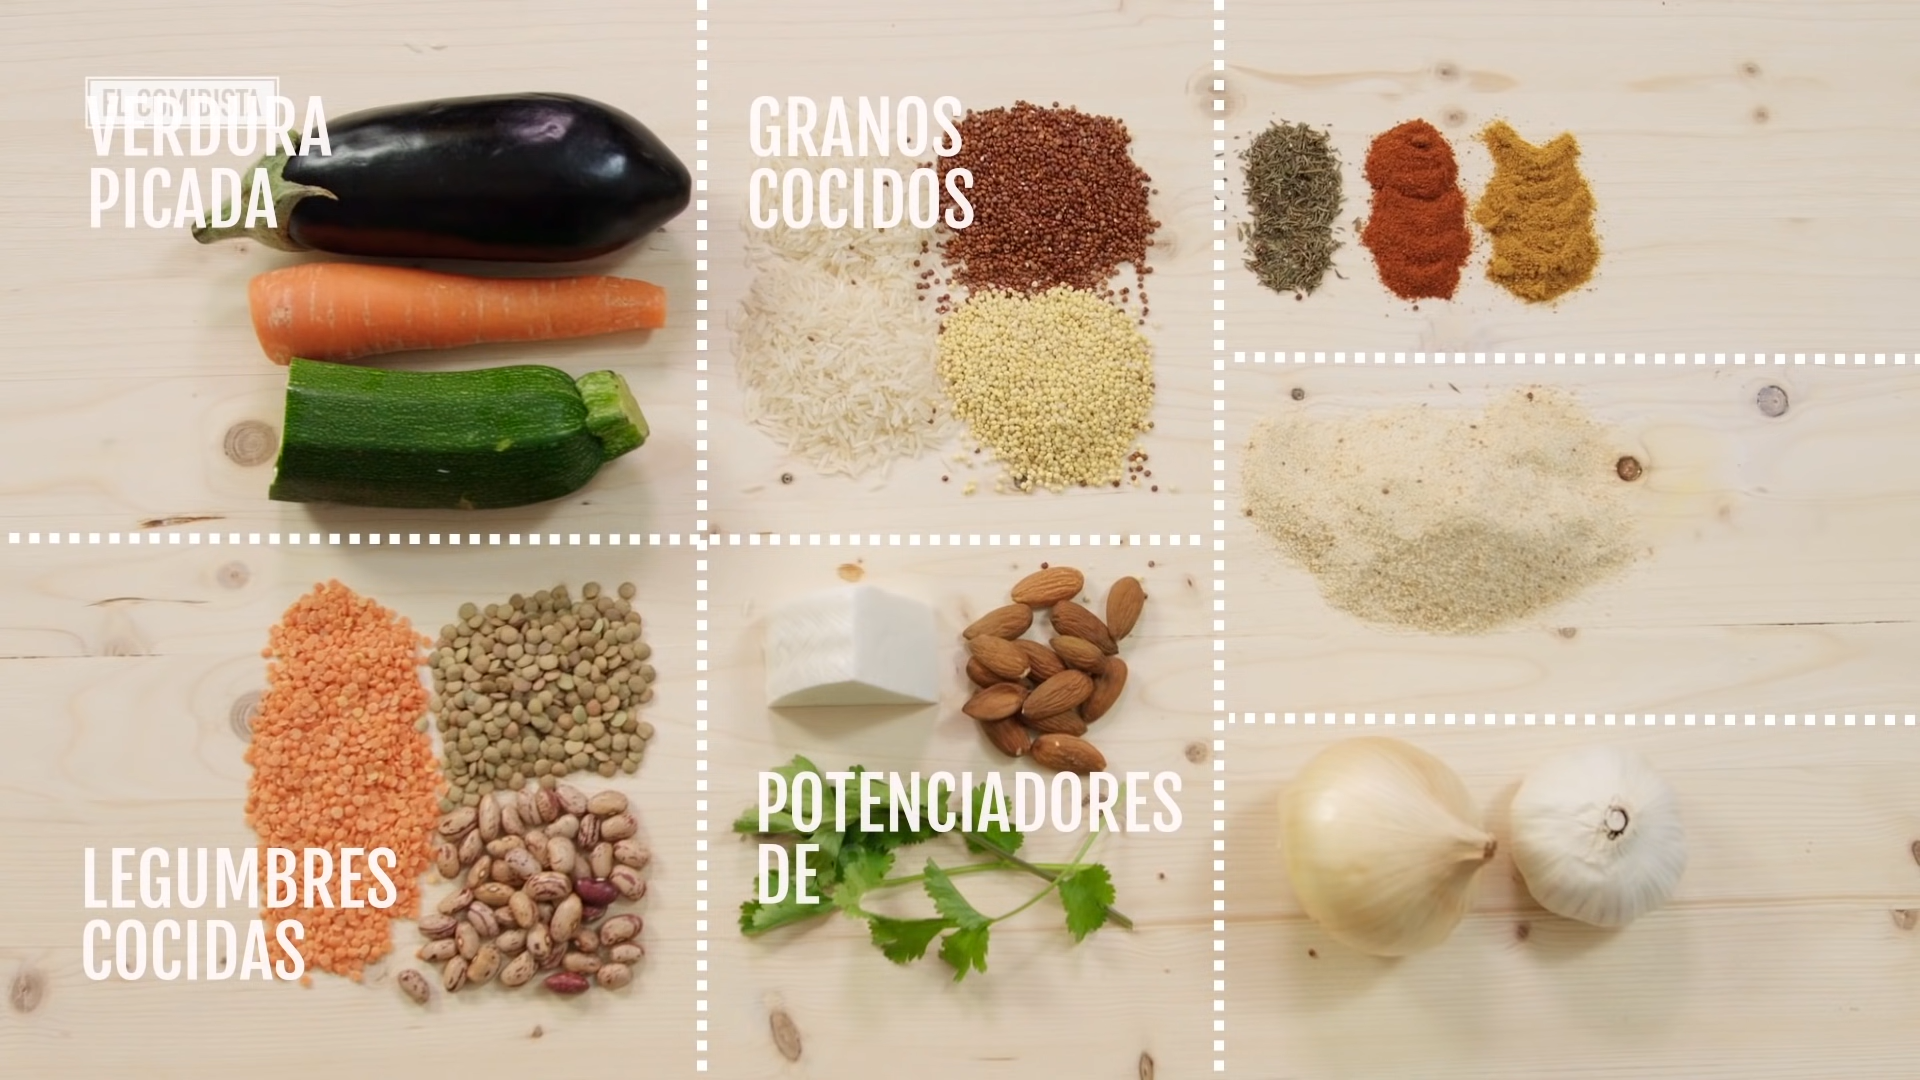 EL COMIDISTA
VERDURA
PICADA
GRANOS
COCIDOS
LEGUMBRES
COCIDAS
POTENCIADORES
DE